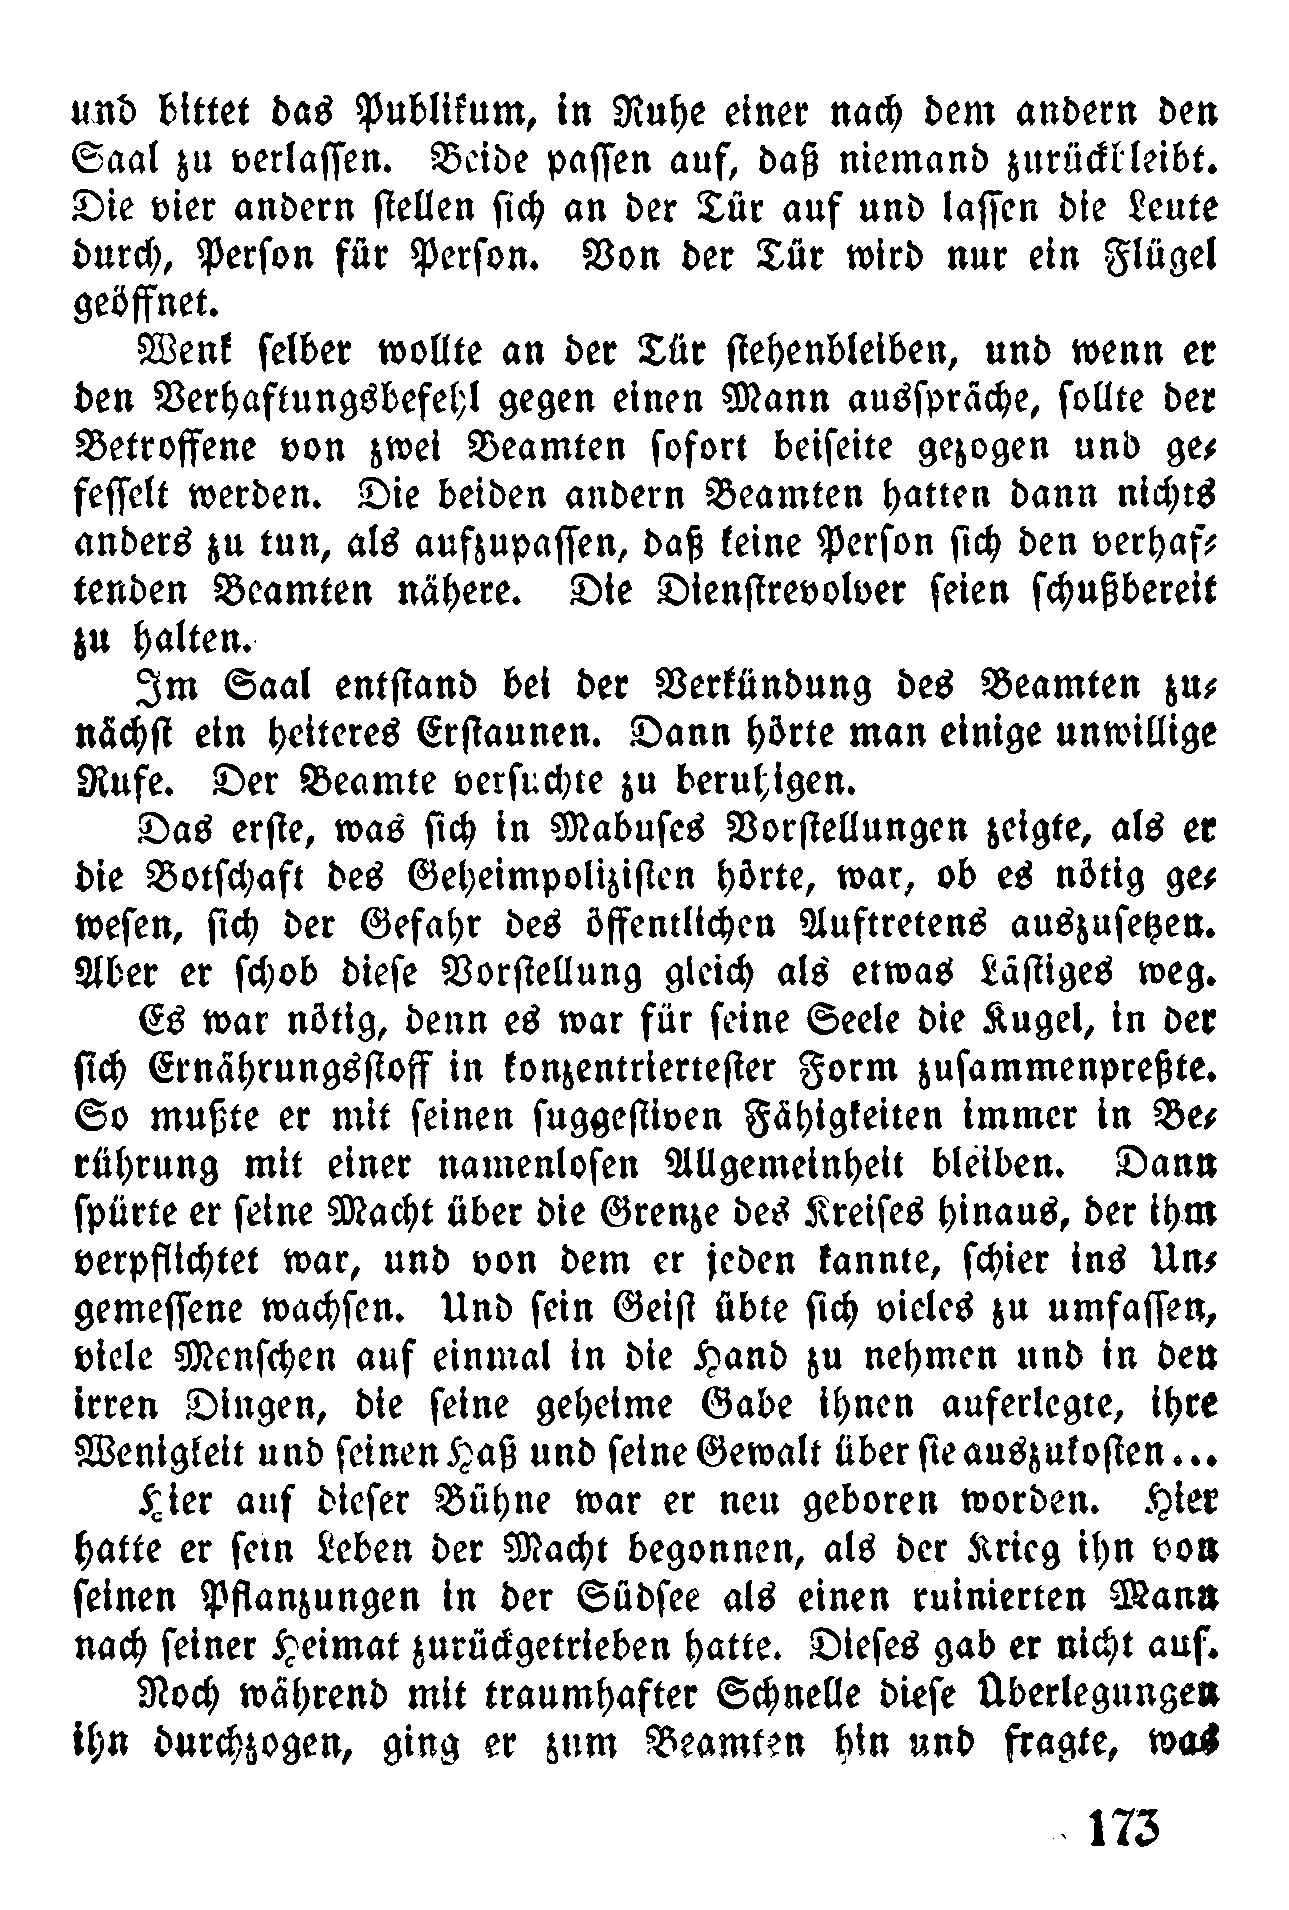 und bittet das Publikum, in Ruhe einer nach dem andern den
Saal zu verlassen. Beide passen auf, daß niemand zurückbleibt.
Die vier andern stellen sich an der Tür auf und lassen die Leute
durch, Person für Person. Von der Tür wird nur ein Flügel
geöffnet.
Wenk selber wollte an der Tür stehenbleiben, und wenn er
den Verhaftungsbefehl gegen einen Mann ausspräche, sollte der
Betroffene von zwei Beamten sofort beiseite gezogen und ge-
fesselt werden. Die beiden andern Beamten hatten dann nichts
anders zu tun, als aufzupassen, daß keine Person sich den verhaf-
tenden Beamten nähere. Die Dienstrevolver seien schußbereit
zu halten.
Im Saal entstand bei der Verkündung des Beamten zu-
nächst ein heiteres Erstaunen. Dann hörte man einige unwillige
Rufe. Der Beamte versuchte zu beruhigen.
Das erste, was sich in Mabuses Vorstellungen zeigte, als er
die Botschaft des Geheimpolizisten hörte, war, ob es nötig ge-
wesen, sich der Gefahr des öffentlichen Auftretens auszusetzen.
Aber er schob diese Vorstellung gleich als etwas Lästiges weg.
Es war nötig, denn es war für seine Seele die Kugel, in der
sich Ernährungsstoff in konzentriertester Form zusammenpreßte.
So mußte er mit seinen suggestiven Fähigkeiten immer in Be-
rührung mit einer namenlosen Allgemeinheit bleiben. Dann
spürte er seine Macht über die Grenze des Kreises hinaus, der ihm
verpflichtet war, und von dem er jeden kannte, schier ins Un-
gemessene wachsen. Und sein Geist übte sich vieles zu umfassen,
viele Menschen auf einmal in die Hand zu nehmen und in den
irren Dingen, die seine geheime Gabe ihnen auferlegte, ihre
Wenigkeit und seinen Haß und seine Gewalt über sie auszukosten...
Hier auf dieser Bühne war er neu geboren worden. Hier
hatte er sein Leben der Macht begonnen, als der Krieg ihn von
seinen Pflanzungen in der Südsee als einen ruinierten Mann
nach seiner Heimat zurückgetrieben hatte. Dieses gab er nicht auf.
Noch während mit traumhafter Schnelle diese Überlegungen
ihn durchzogen, ging er zum Beamten hin und fragte, was
173